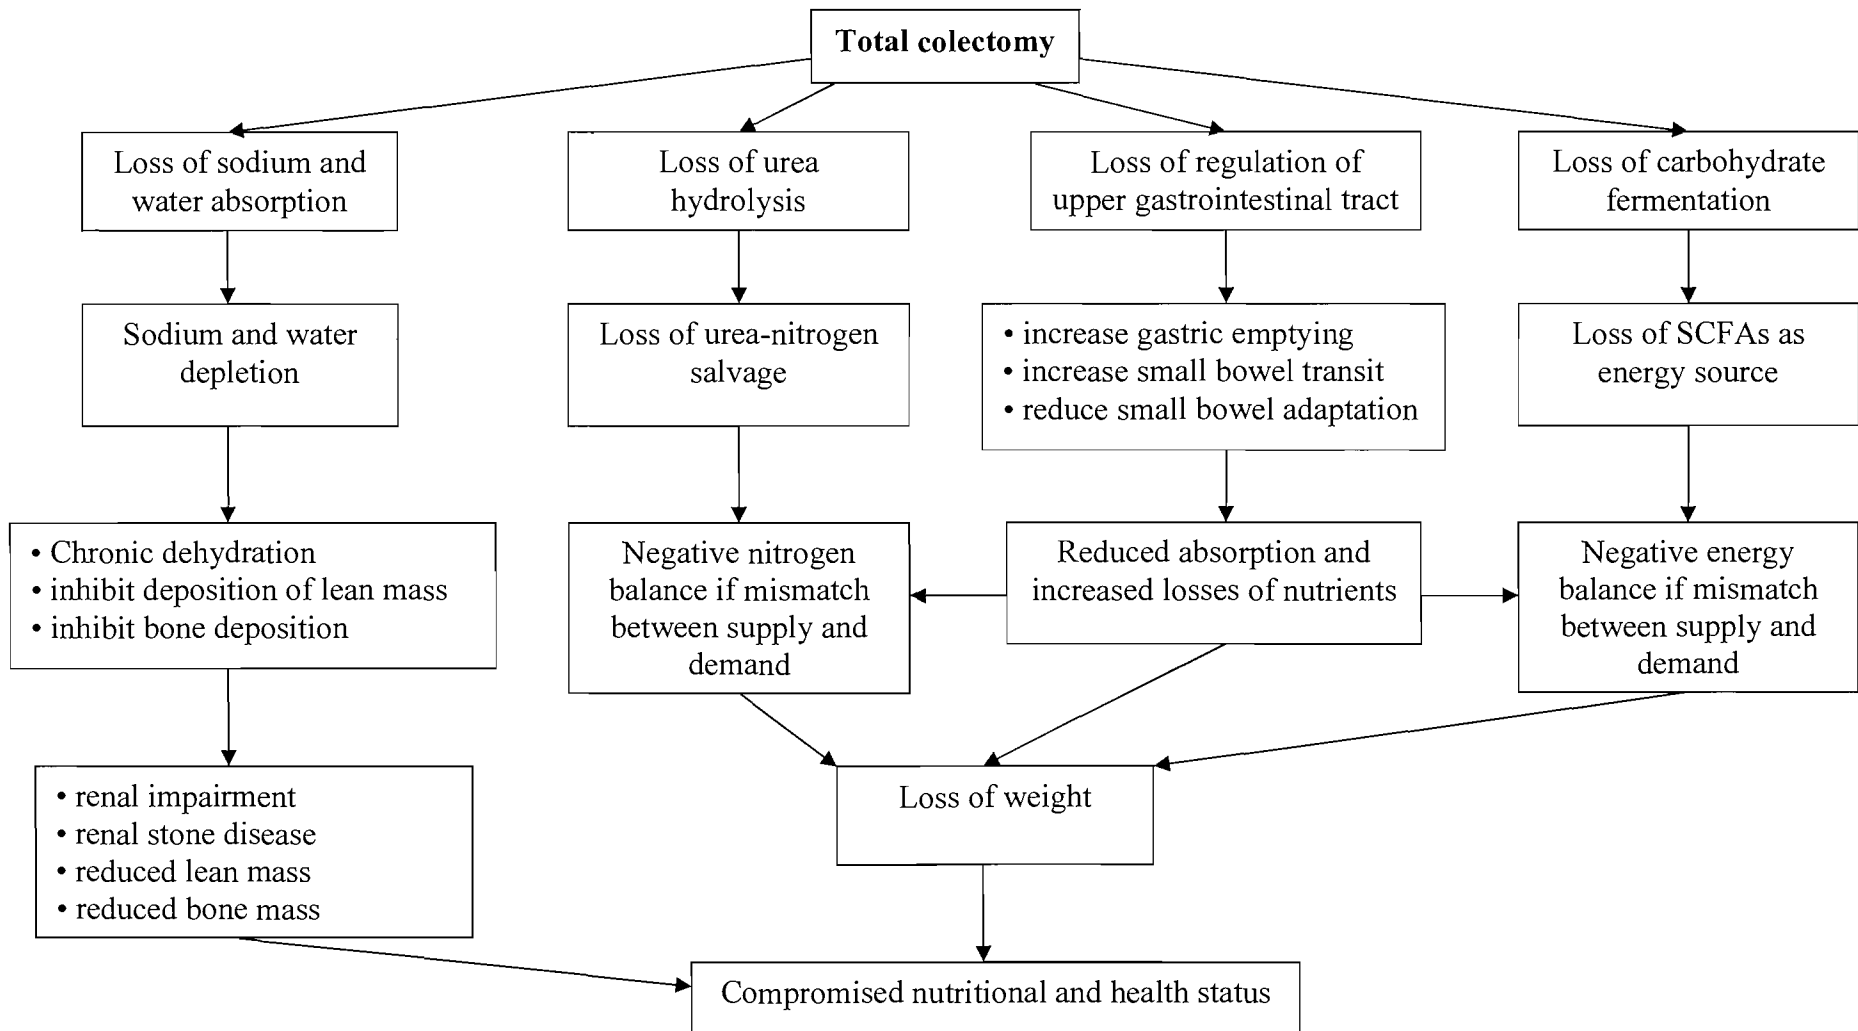 Total colectomy
Loss of sodium and
water absorption
Loss of urea
hydrolysis
Loss of regulation of
upper gastrointestinal tract
Loss of carbohydrate
fermentation
Sodium and water
depletion
Loss of urea-nitrogen
salvage
• increase gastric emptying
• increase small bowel transit
• reduce small bowel adaptation
Loss of SCFAs as
energy source
• Chronic dehydration
• inhibit deposition of lean mass
• inhibit bone deposition
Negative nitrogen
balance if mismatch
between supply and
demand
Reduced absorption and
increased losses of nutrients
Negative energy
balance if mismatch
between supply and
demand
• renal impairment
• renal stone disease
• reduced lean mass
• reduced bone mass
Loss of weight
Compromised nutritional and health status